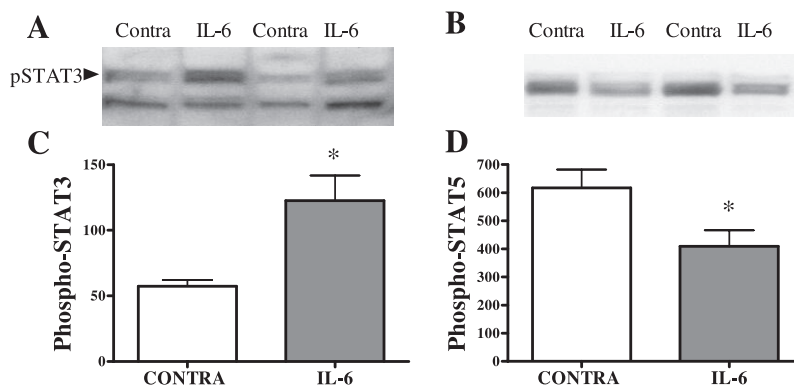 A
Contra IL-6 Contra IL-6
pSTAT3
B
Contra IL-6 Contra IL-6
C
Phospho-STAT3
150
100
50
0
*
CONTRA IL-6
D
Phospho-STAT5
700
600
500
400
300
200
100
0
*
CONTRA IL-6